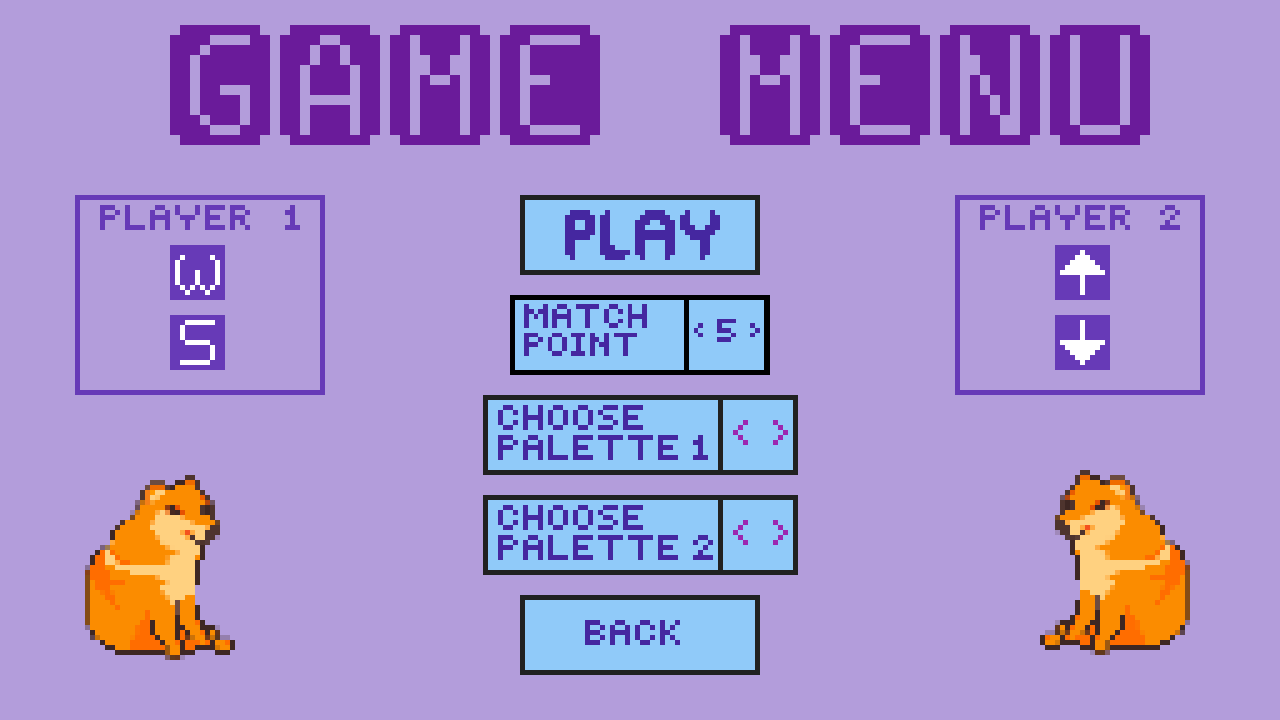 GAME MENU
PLAYER 1
W
S
PLAY
MATCH
POINT
< 5 >
CHOOSE
PALETTE 1
< >
CHOOSE
PALETTE 2
< >
BACK
PLAYER 2
↑
↓